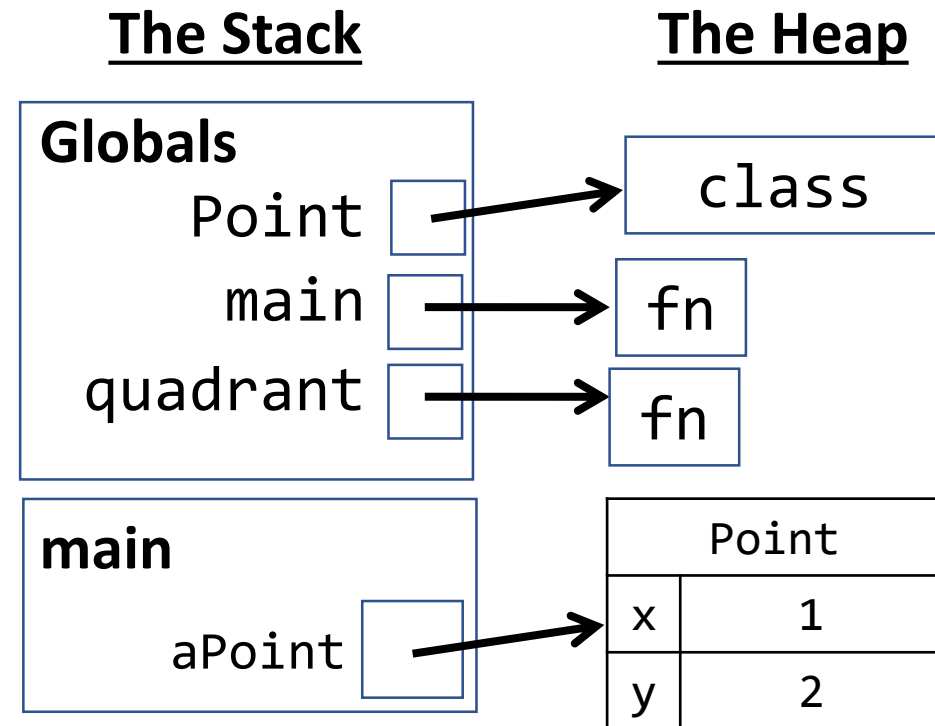 The Stack
The Heap
Globals
Point
class
main
fn
quadrant
fn
main
aPoint
Point
x 1
y 2